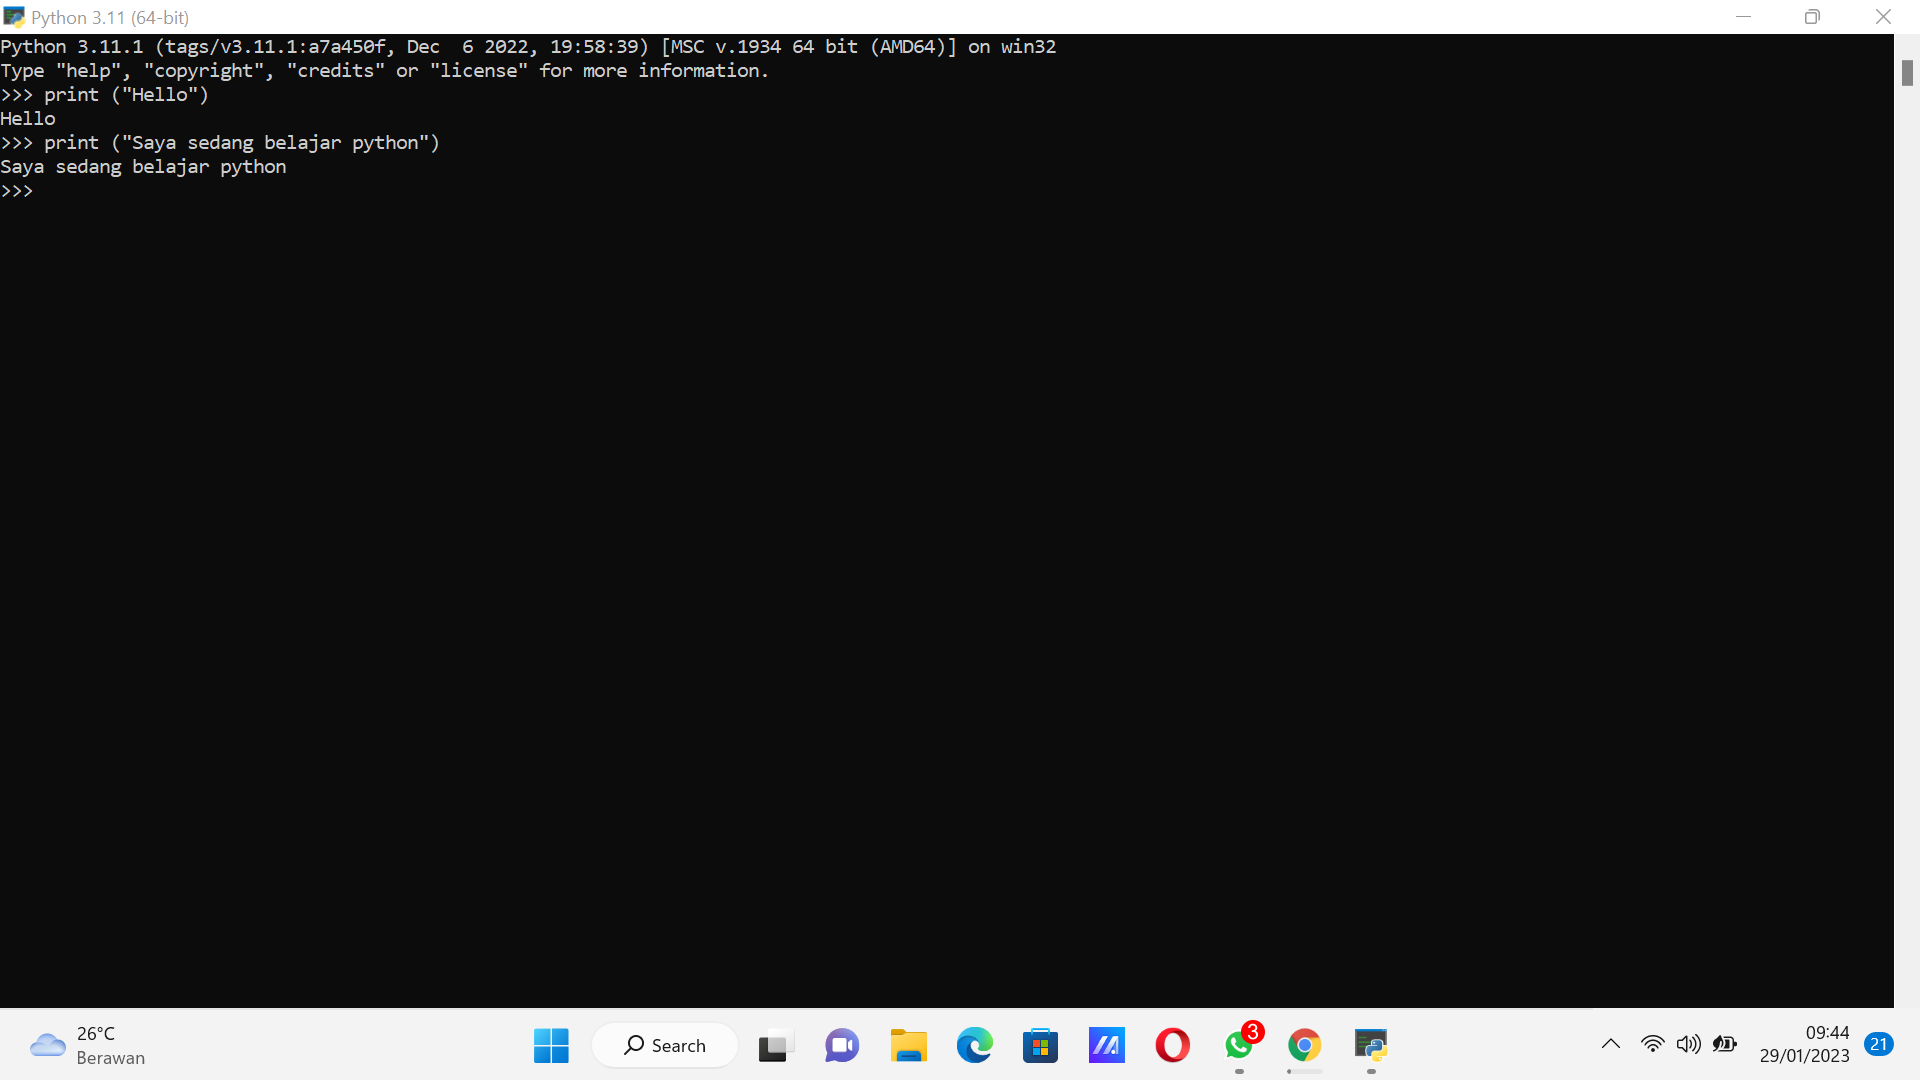 Python 3.11 (64-bit)
Python 3.11.1 (tags/v3.11.1:a7a450f, Dec  6 2022, 19:58:39) [MSC v.1934 64 bit (AMD64)] on win32
Type "help", "copyright", "credits" or "license" for more information.
>>> print ("Hello")
Hello
>>> print ("Saya sedang belajar python")
Saya sedang belajar python
>>>
26°C
Berawan
Search
3
09:44
29/01/2023
21